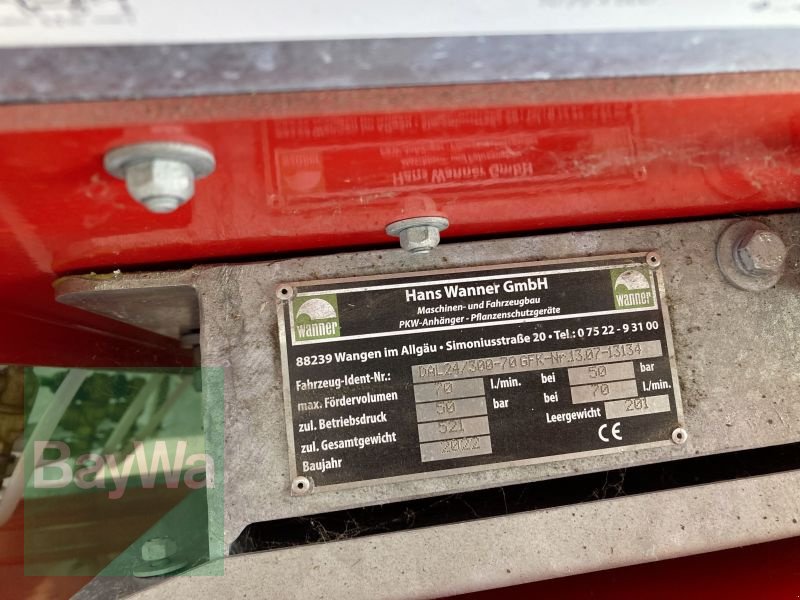 Hans Wanner GmbH
Maschinen- und Fahrzeugbau
PKW-Anhänger - Pflanzenschutzgeräte
wanner
wanner
88239 Wangen im Allgäu • Simoniusstraße 20 • Tel.: 0 75 22 - 9 31 00
Fahrzeug-Ident-Nr.: DAL24/300-70 GFK-Nr.13.07-13134
max. Fördervolumen 70 l./min. bei 50 bar
zul. Betriebsdruck 50 bar bei 70 l./min.
zul. Gesamtgewicht 521 Leergewicht 201
Baujahr 2022 CE
BayWa